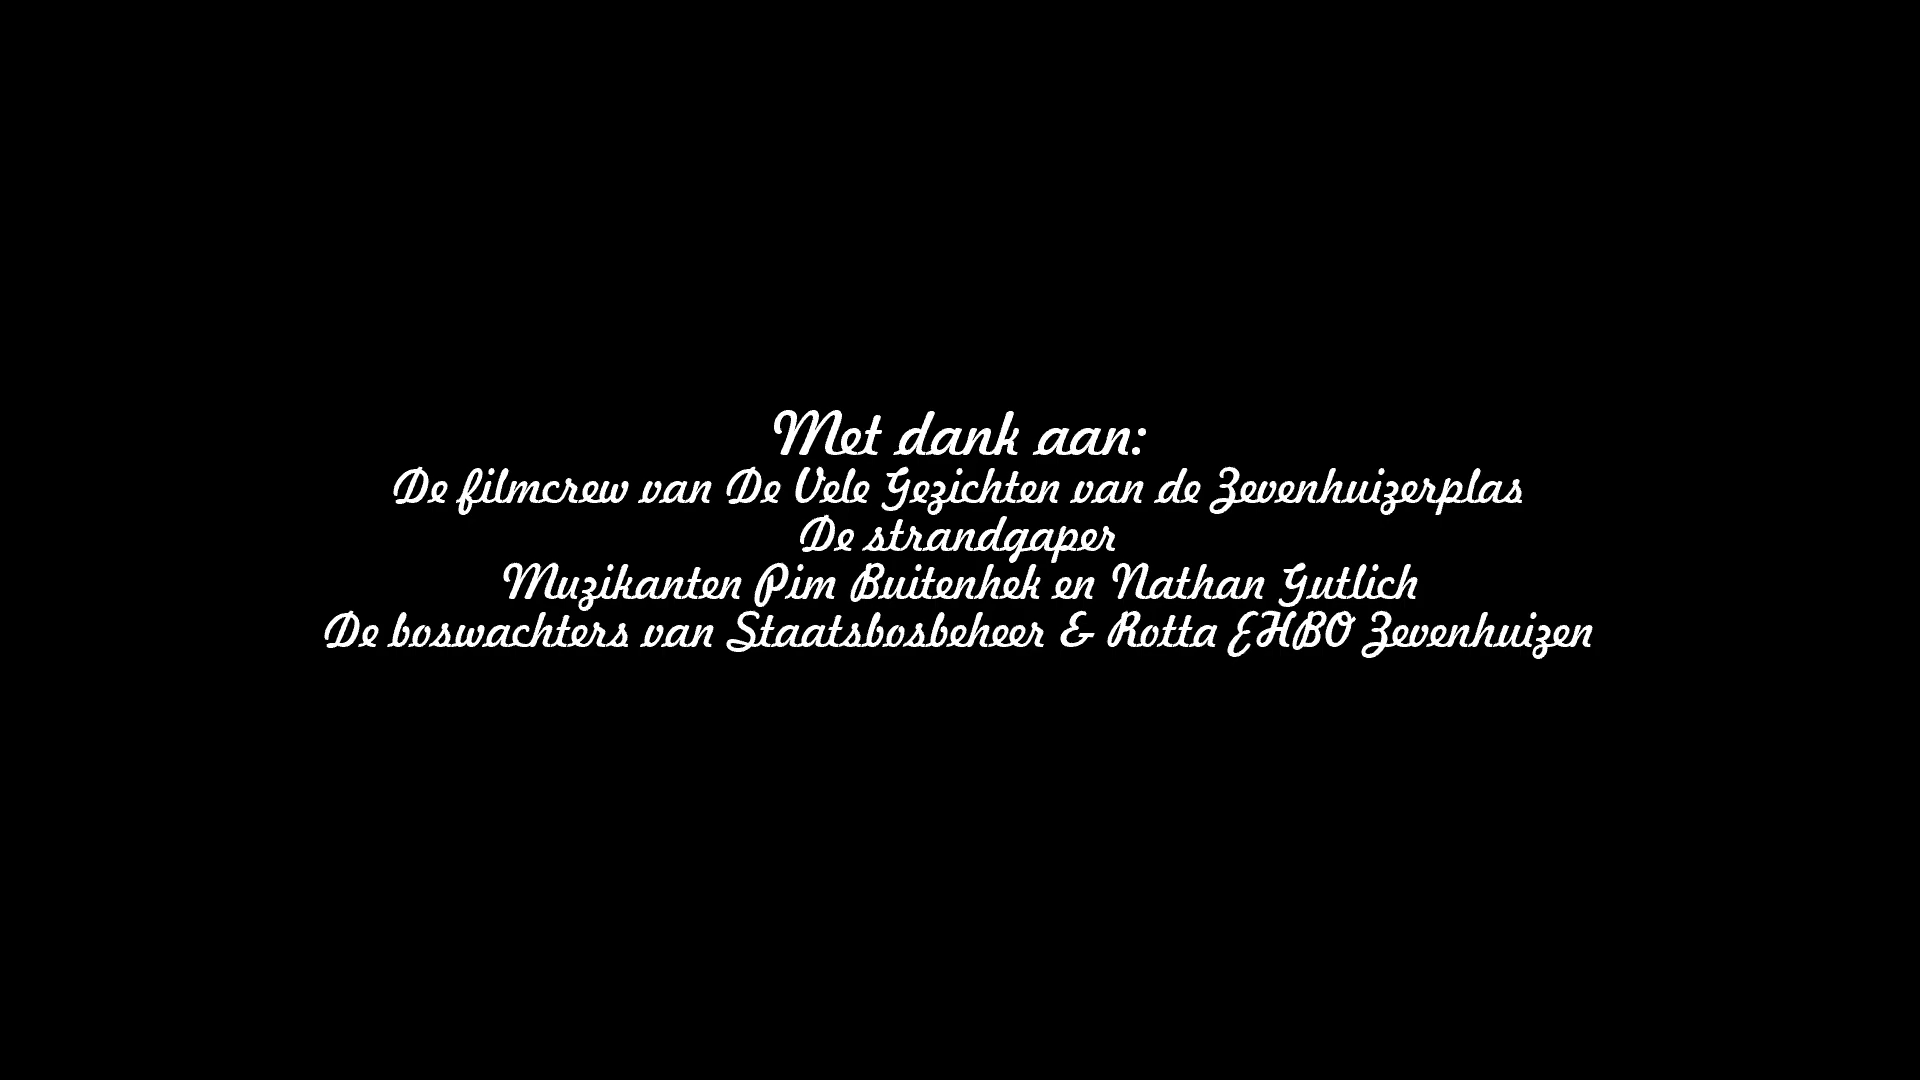 Met dank aan:
De filmcrew van De Vele Gezichten van de Zevenhuizerplas
De strandgaper
Muzikanten Pim Buitenhek en Nathan Gutlich
De boswachters van Staatsbosbeheer & Rotta EHBO Zevenhuizen